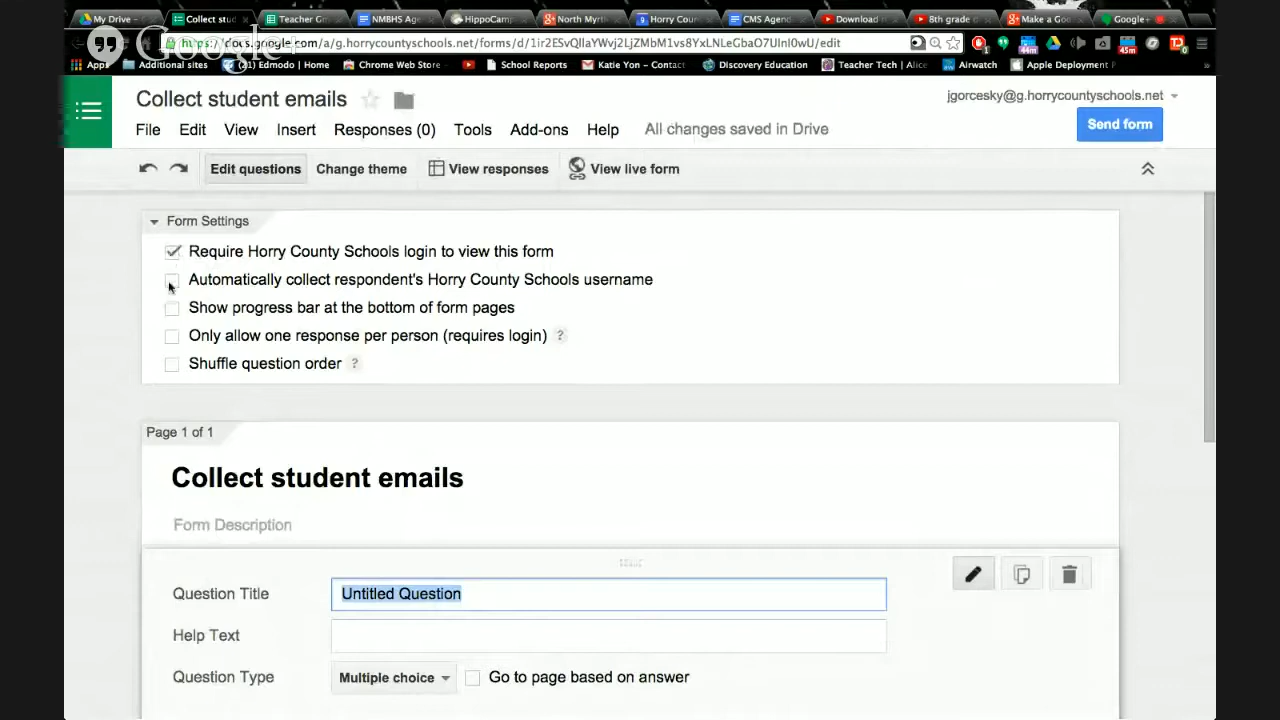 My Drive -
Collect stud
Teacher Gm
NMBHS Age
HippoCamp
North Myrt
Horry Cou
CMS Agend
Download m
8th grade c
Make a Goo
Google+
Google+
https://docs.google.com/a/g.horrycountyschools.net/forms/d/1ir2ESvQllaYWvj2LjZMbM1vs8YxLNLeGbaO7UInI0wU/edit
Apps
Additional sites
(1) Edmodo | Home
Chrome Web Store -
School Reports
Katie Yon - Contact
Discovery Education
Teacher Tech | Alice
Airwatch
Apple Deployment P
»
Collect student emails
jgorcesky@g.horrycountyschools.net
File Edit View Insert Responses (0) Tools Add-ons Help All changes saved in Drive
Send form
Edit questions Change theme View responses View live form
Form Settings
Require Horry County Schools login to view this form
Automatically collect respondent's Horry County Schools username
Show progress bar at the bottom of form pages
Only allow one response per person (requires login) ?
Shuffle question order ?
Page 1 of 1
Collect student emails
Form Description
Question Title Untitled Question
Help Text
Question Type Multiple choice Go to page based on answer